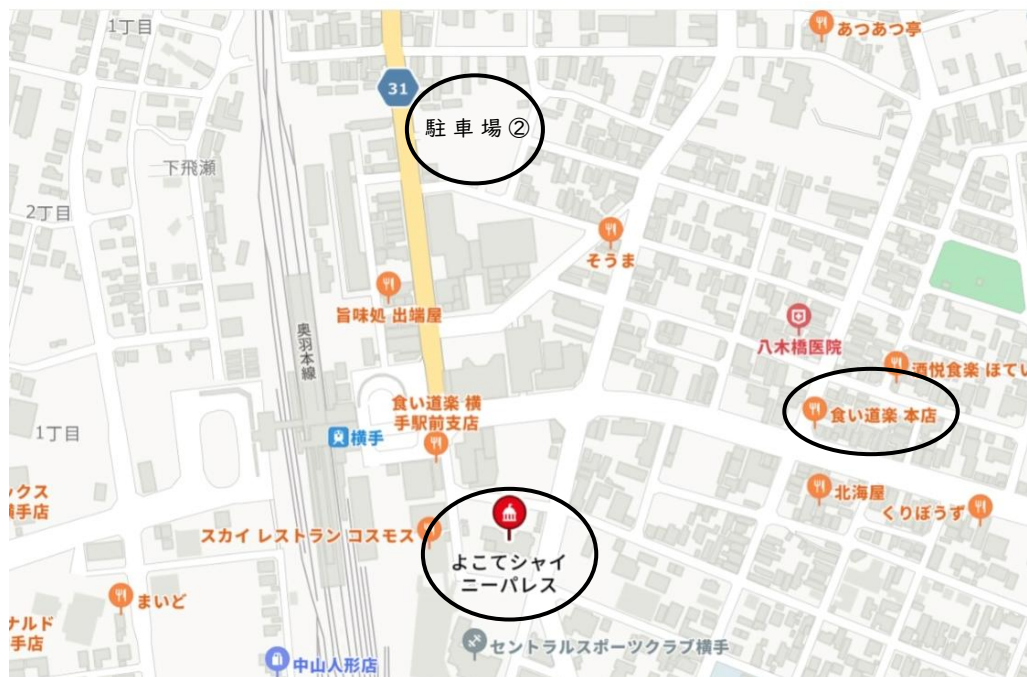 1丁目
あつあつ亭
31
駐車場②
下飛瀬
2丁目
そうま
旨味処 出端屋
八木橋医院
奥羽本線
酒悦食楽 ほてい
食い道楽 横
手駅前支店
食い道楽 本店
1丁目
横手
北海屋
くりぼうず
ックス
手店
スカイ レストラン コスモス
よこてシャイ
ニーパレス
まいど
ナルド
手店
セントラルスポーツクラブ横手
中山人形店